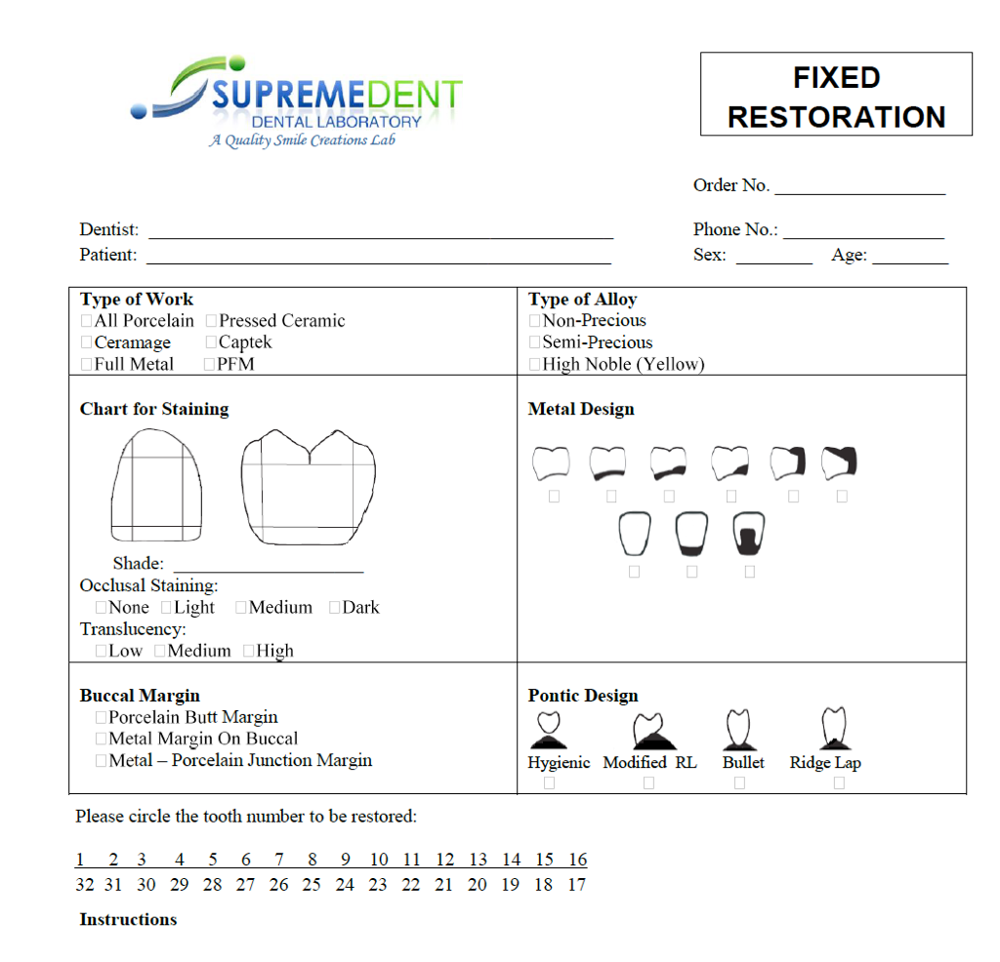 SUPREMEDENT
DENTAL LABORATORY
A Quality Smile Creations Lab
FIXED
RESTORATION
Order No. __________________
Dentist: __________________________________________________ Phone No.: _________________
Patient: __________________________________________________ Sex: ________ Age: ________
Type of Work
☐All Porcelain ☐Pressed Ceramic
☐Ceramage ☐Captek
☐Full Metal ☐PFM
Type of Alloy
☐Non-Precious
☐Semi-Precious
☐High Noble (Yellow)
Chart for Staining
Shade: ____________________
Occlusal Staining:
☐None ☐Light ☐Medium ☐Dark
Translucency:
☐Low ☐Medium ☐High
Metal Design
☐ ☐ ☐ ☐ ☐ ☐
☐ ☐ ☐
Buccal Margin
☐Porcelain Butt Margin
☐Metal Margin On Buccal
☐Metal – Porcelain Junction Margin
Pontic Design
Hygienic Modified RL Bullet Ridge Lap
☐ ☐ ☐ ☐
Please circle the tooth number to be restored:
1 2 3 4 5 6 7 8 9 10 11 12 13 14 15 16
32 31 30 29 28 27 26 25 24 23 22 21 20 19 18 17
Instructions